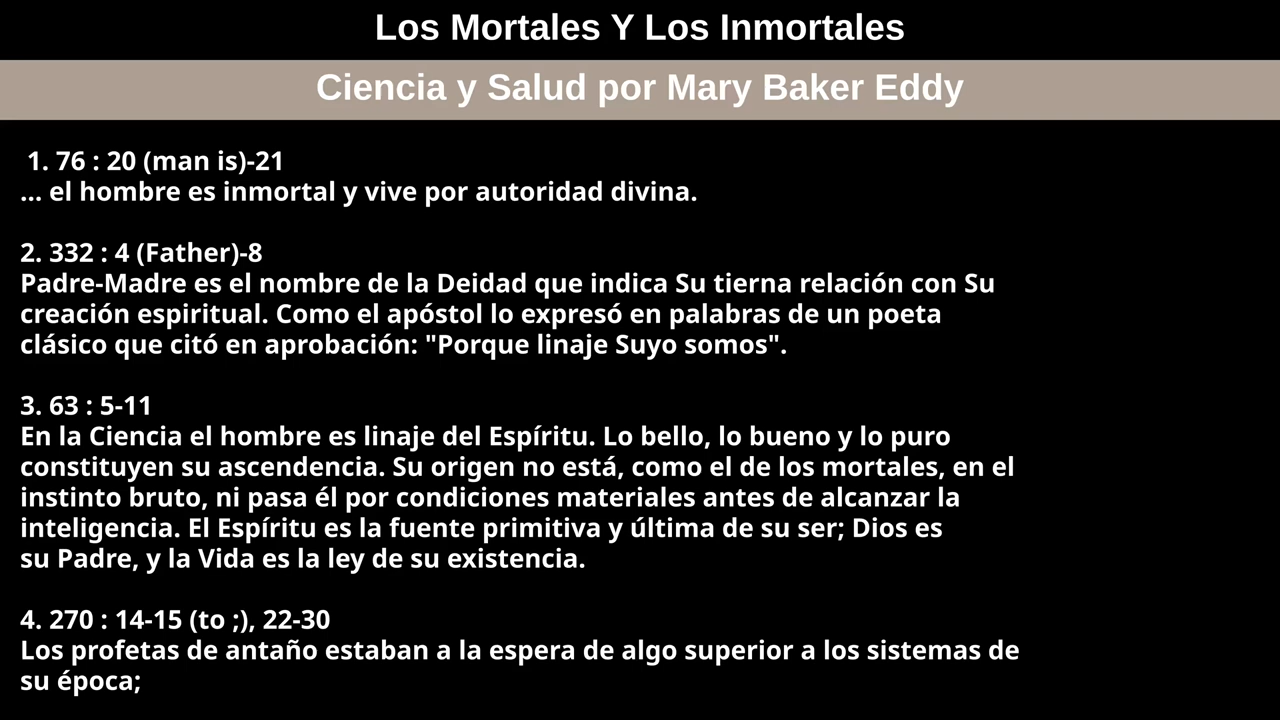 Los Mortales Y Los Inmortales
Ciencia y Salud por Mary Baker Eddy
1. 76 : 20 (man is)-21
... el hombre es inmortal y vive por autoridad divina.
2. 332 : 4 (Father)-8
Padre-Madre es el nombre de la Deidad que indica Su tierna relación con Su
creación espiritual. Como el apóstol lo expresó en palabras de un poeta
clásico que citó en aprobación: "Porque linaje Suyo somos".
3. 63 : 5-11
En la Ciencia el hombre es linaje del Espíritu. Lo bello, lo bueno y lo puro
constituyen su ascendencia. Su origen no está, como el de los mortales, en el
instinto bruto, ni pasa él por condiciones materiales antes de alcanzar la
inteligencia. El Espíritu es la fuente primitiva y última de su ser; Dios es
su Padre, y la Vida es la ley de su existencia.
4. 270 : 14-15 (to ;), 22-30
Los profetas de antaño estaban a la espera de algo superior a los sistemas de
su época;